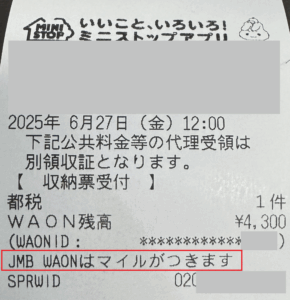 MINI STOP
いいこと、いろいろ!
ミニストップアプリ
2025年 6月27日(金)12:00
下記公共料金等の代理受領は
別領収証となります。
【 収納票受付 】
都税 1件
WAON残高 ¥4,300
(WAONID: ************ )
JMB WAONはマイルがつきます
SPRWID 020